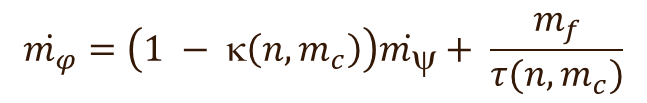 ṁ_φ = (1 − κ(n, m_c))ṁ_ψ + m_f / τ(n, m_c)